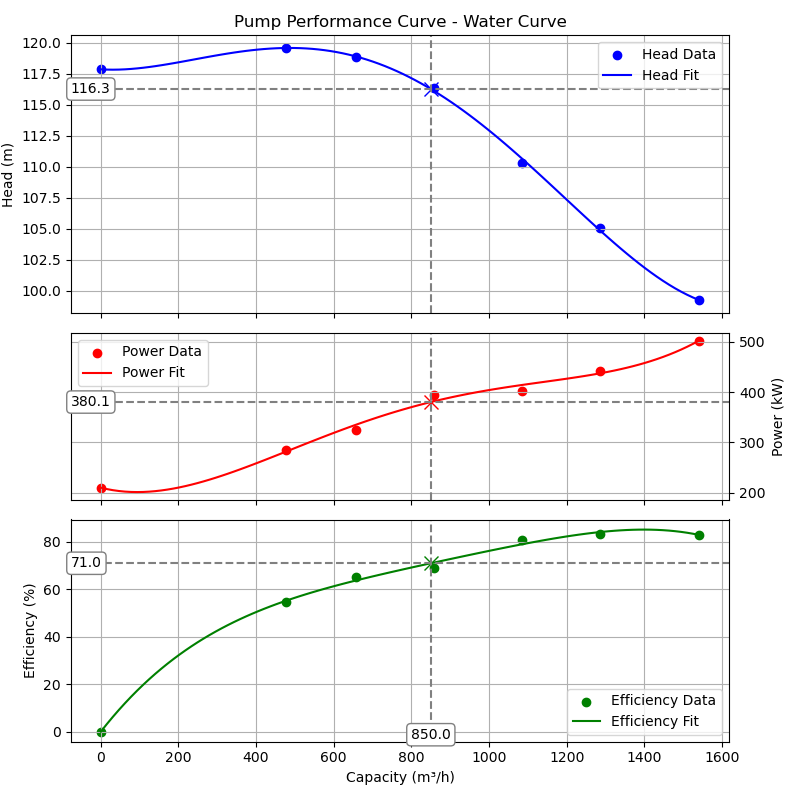 Pump Performance Curve - Water Curve
120.0
117.5
116.3
115.0
112.5
110.0
107.5
105.0
102.5
100.0
Head (m)
Head Data
Head Fit
Power Data
Power Fit
380.1
500
400
300
200
Power (kW)
80
71.0
60
40
20
0
Efficiency (%)
Efficiency Data
Efficiency Fit
850.0
0 200 400 600 800 1000 1200 1400 1600
Capacity (m³/h)